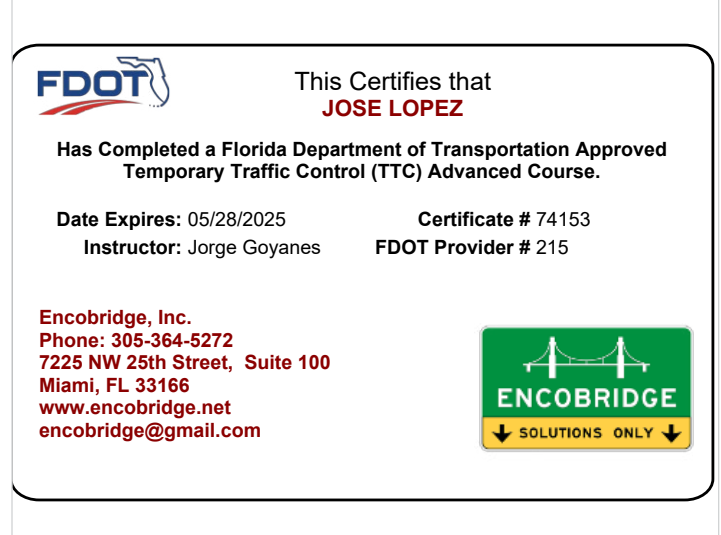 FDOT
This Certifies that
JOSE LOPEZ
Has Completed a Florida Department of Transportation Approved
Temporary Traffic Control (TTC) Advanced Course.
Date Expires: 05/28/2025 Certificate # 74153
Instructor: Jorge Goyanes FDOT Provider # 215
Encobridge, Inc.
Phone: 305-364-5272
7225 NW 25th Street, Suite 100
Miami, FL 33166
www.encobridge.net
encobridge@gmail.com
ENCOBRIDGE
SOLUTIONS ONLY